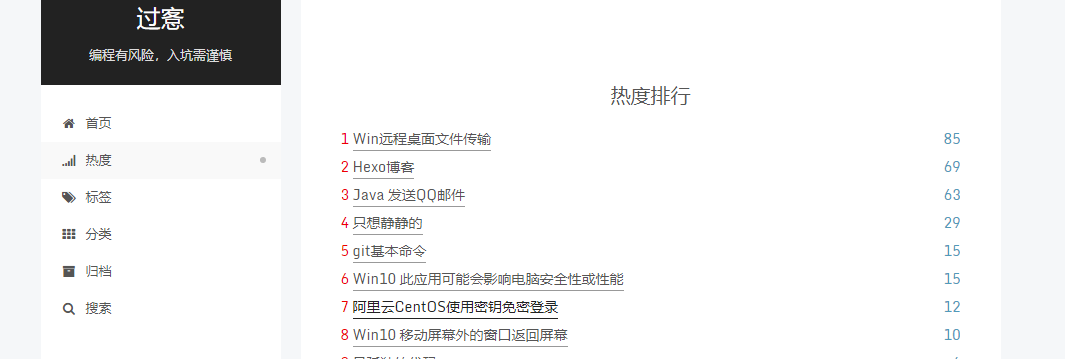 过窓
编程有风险，入坑需谨慎
首页
热度
标签
分类
归档
搜索
热度排行
1 Win远程桌面文件传输 85
2 Hexo博客 69
3 Java 发送QQ邮件 63
4 只想静静的 29
5 git基本命令 15
6 Win10 此应用可能会影响电脑安全性或性能 15
7 阿里云CentOS使用密钥免密登录 12
8 Win10 移动屏幕外的窗口返回屏幕 10